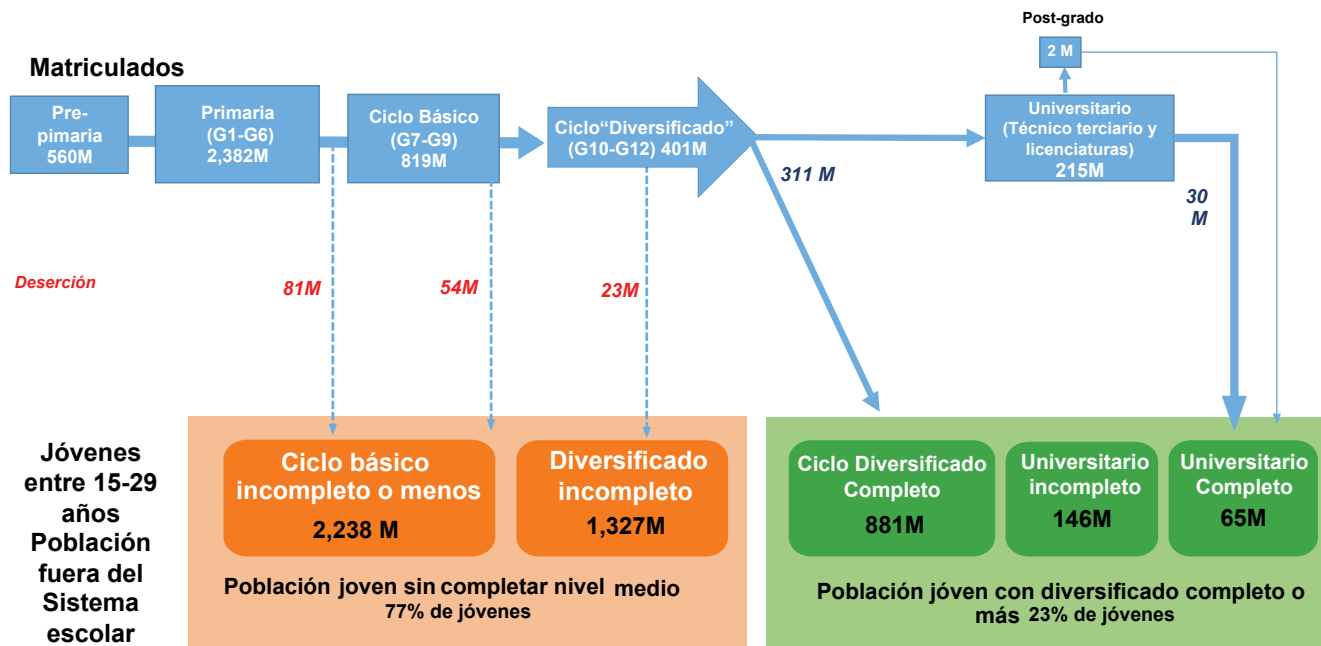 Post-grado
2 M
Matriculados
Pre-
pimaria
560M
Primaria
(G1-G6)
2,382M
Ciclo Básico
(G7-G9)
819M
Ciclo“Diversificado”
(G10-G12) 401M
Universitario
(Técnico terciario y
licenciaturas)
215M
311 M
30
M
Deserción
81M
54M
23M
Jóvenes
entre 15-29
años
Población
fuera del
Sistema
escolar
Ciclo básico
incompleto o menos
2,238 M
Diversificado
incompleto
1,327M
Población joven sin completar nivel medio
77% de jóvenes
Ciclo Diversificado
Completo
881M
Universitario
incompleto
146M
Universitario
Completo
65M
Población jóven con diversificado completo o
más 23% de jóvenes